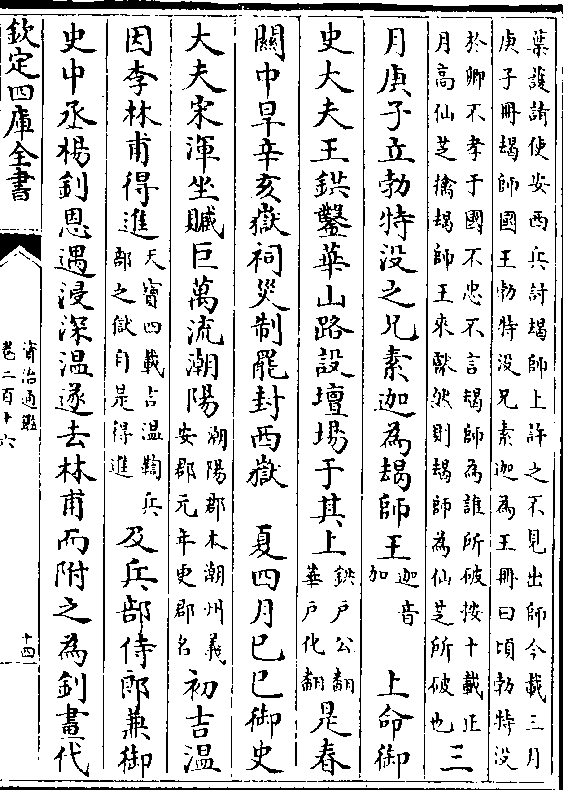 葉護請使安西兵討朅師上許之不見出師今載三月
庚子冊朅師國王勃特没兄素迦為王冊曰頃勃特没
於卿不孝于國不忠不言朅師為誰所破按十載正
月高仙芝擒朅師王來獻然則朅師為仙芝所破也 三
月庚子立勃特没之兄素迦為朅師王 迦音加 上命御
史大夫王鉷鑿華山路設壇場于其上 鉷戶公翻華戶化翻 是春
關中旱辛亥嶽祠災制罷封西嶽 夏四月己巳御史
大夫宋渾坐贓巨萬流潮陽 潮陽郡本潮州義安郡元年更郡名 初吉温
因李林甫得進 天寶四載吉温鞫兵部之獄自是得進 及兵部侍郎兼御
史中丞楊釗恩遇浸深温遂去林甫而附之為釗畫代
欽定四庫全書
資治通鑑
卷二百十六
十四